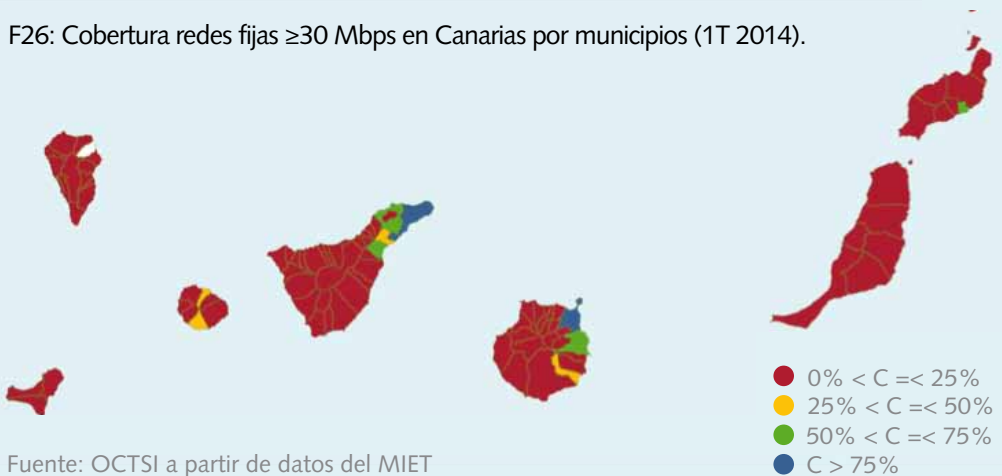 F26: Cobertura redes fijas ≥30 Mbps en Canarias por municipios (1T 2014).
0% < C =< 25%
25% < C =< 50%
50% < C =< 75%
C > 75%
Fuente: OCTSI a partir de datos del MIET